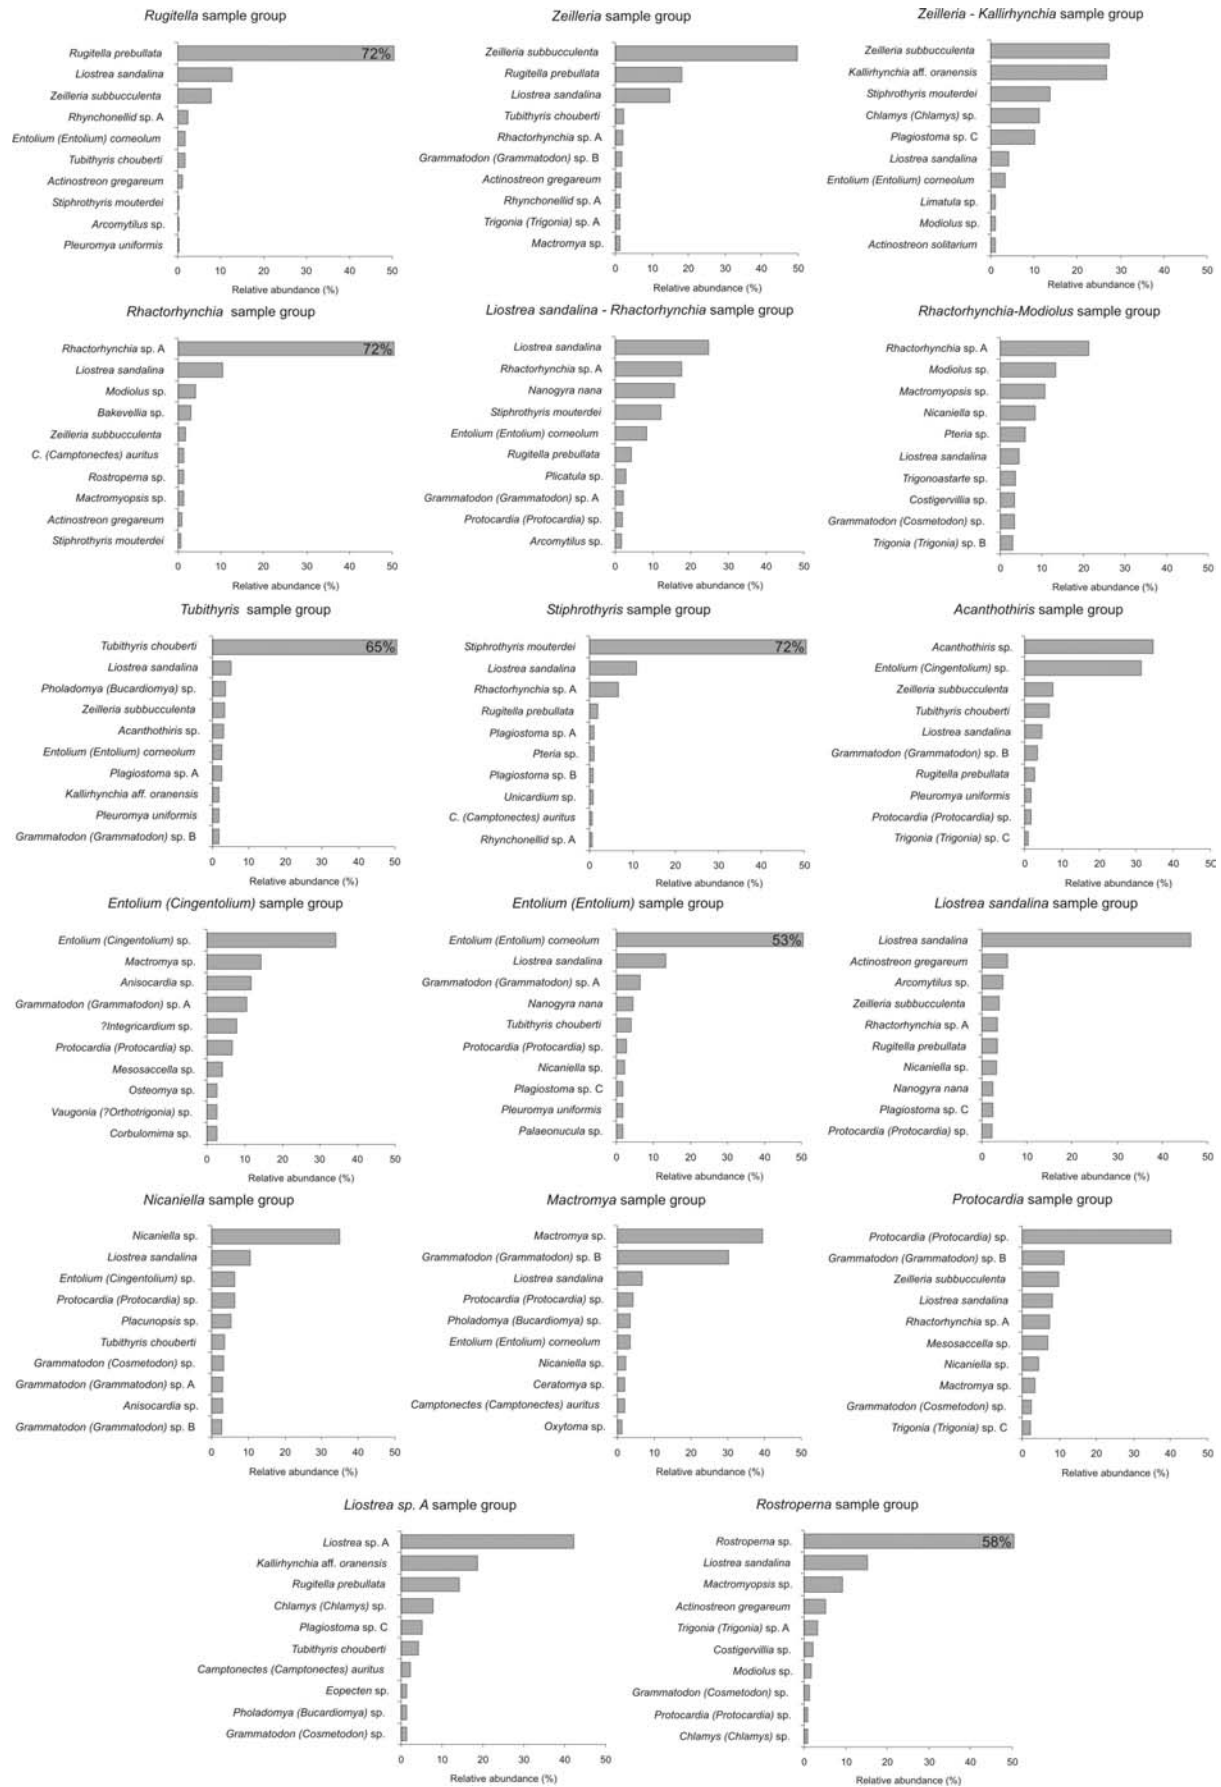 Rugitella sample group
Rugitella prebullata
72%
Liostrea sandalina
Zeilleria subbucculenta
Rhynchonellid sp. A
Entolium (Entolium) corneolum
Tubithyris chouberti
Actinostreon gregareum
Stiphrothyris mouterdei
Arcomytilus sp.
Pleuromya uniformis
0 10 20 30 40 50
Relative abundance (%)
Zeilleria sample group
Zeilleria subbucculenta
Rugitella prebullata
Liostrea sandalina
Tubithyris chouberti
Rhactorhynchia sp. A
Grammatodon (Grammatodon) sp. B
Actinostreon gregareum
Rhynchonellid sp. A
Trigonia (Trigonia) sp. A
Mactromya sp.
0 10 20 30 40 50
Relative abundance (%)
Zeilleria - Kallirhynchia sample group
Zeilleria subbucculenta
Kallirhynchia aff. oranensis
Stiphrothyris mouterdei
Chlamys (Chlamys) sp.
Plagiostoma sp. C
Liostrea sandalina
Entolium (Entolium) corneolum
Limatula sp.
Modiolus sp.
Actinostreon solitarium
0 10 20 30 40 50
Relative abundance (%)
Rhactorhynchia sample group
Rhactorhynchia sp. A
72%
Liostrea sandalina
Modiolus sp.
Bakevellia sp.
Zeilleria subbucculenta
C. (Camptonectes) auritus
Rostroperna sp.
Mactromyopsis sp.
Actinostreon gregareum
Stiphrothyris mouterdei
0 10 20 30 40 50
Relative abundance (%)
Liostrea sandalina - Rhactorhynchia sample group
Liostrea sandalina
Rhactorhynchia sp. A
Nanogyra nana
Stiphrothyris mouterdei
Entolium (Entolium) corneolum
Rugitella prebullata
Plicatula sp.
Grammatodon (Grammatodon) sp. A
Protocardia (Protocardia) sp.
Arcomytilus sp.
0 10 20 30 40 50
Relative abundance (%)
Rhactorhynchia-Modiolus sample group
Rhactorhynchia sp. A
Modiolus sp.
Mactromyopsis sp.
Nicaniella sp.
Pteria sp.
Liostrea sandalina
Trigonoastarte sp.
Costigervillia sp.
Grammatodon (Cosmetodon) sp.
Trigonia (Trigonia) sp. B
0 10 20 30 40 50
Relative abundance (%)
Tubithyris sample group
Tubithyris chouberti
65%
Liostrea sandalina
Pholadomya (Bucardiomya) sp.
Zeilleria subbucculenta
Acanthothiris sp.
Entolium (Entolium) corneolum
Plagiostoma sp. A
Kallirhynchia aff. oranensis
Pleuromya uniformis
Grammatodon (Grammatodon) sp. B
0 10 20 30 40 50
Relative abundance (%)
Stiphrothyris sample group
Stiphrothyris mouterdei
72%
Liostrea sandalina
Rhactorhynchia sp. A
Rugitella prebullata
Plagiostoma sp. A
Pteria sp.
Plagiostoma sp. B
Unicardium sp.
C. (Camptonectes) auritus
Rhynchonellid sp. A
0 10 20 30 40 50
Relative abundance (%)
Acanthothiris sample group
Acanthothiris sp.
Entolium (Cingentolium) sp.
Zeilleria subbucculenta
Tubithyris chouberti
Liostrea sandalina
Grammatodon (Grammatodon) sp. B
Rugitella prebullata
Pleuromya uniformis
Protocardia (Protocardia) sp.
Trigonia (Trigonia) sp. C
0 10 20 30 40 50
Relative abundance (%)
Entolium (Cingentolium) sample group
Entolium (Cingentolium) sp.
Mactromya sp.
Anisocardia sp.
Grammatodon (Grammatodon) sp. A
?Integricardium sp.
Protocardia (Protocardia) sp.
Mesosaccella sp.
Osteomya sp.
Vaugonia (?Orthotrigonia) sp.
Corbulomima sp.
0 10 20 30 40 50
Relative abundance (%)
Entolium (Entolium) sample group
Entolium (Entolium) corneolum
53%
Liostrea sandalina
Grammatodon (Grammatodon) sp. A
Nanogyra nana
Tubithyris chouberti
Protocardia (Protocardia) sp.
Nicaniella sp.
Plagiostoma sp. C
Pleuromya uniformis
Palaeonucula sp.
0 10 20 30 40 50
Relative abundance (%)
Liostrea sandalina sample group
Liostrea sandalina
Actinostreon gregareum
Arcomytilus sp.
Zeilleria subbucculenta
Rhactorhynchia sp. A
Rugitella prebullata
Nicaniella sp.
Nanogyra nana
Plagiostoma sp. C
Protocardia (Protocardia) sp.
0 10 20 30 40 50
Relative abundance (%)
Nicaniella sample group
Nicaniella sp.
Liostrea sandalina
Entolium (Cingentolium) sp.
Protocardia (Protocardia) sp.
Placunopsis sp.
Tubithyris chouberti
Grammatodon (Cosmetodon) sp.
Grammatodon (Grammatodon) sp. A
Anisocardia sp.
Grammatodon (Grammatodon) sp. B
0 10 20 30 40 50
Relative abundance (%)
Mactromya sample group
Mactromya sp.
Grammatodon (Grammatodon) sp. B
Liostrea sandalina
Protocardia (Protocardia) sp.
Pholadomya (Bucardiomya) sp.
Entolium (Entolium) corneolum
Nicaniella sp.
Ceratomya sp.
Camptonectes (Camptonectes) auritus
Oxytoma sp.
0 10 20 30 40 50
Relative abundance (%)
Protocardia sample group
Protocardia (Protocardia) sp.
Grammatodon (Grammatodon) sp. B
Zeilleria subbucculenta
Liostrea sandalina
Rhactorhynchia sp. A
Mesosaccella sp.
Nicaniella sp.
Mactromya sp.
Grammatodon (Cosmetodon) sp.
Trigonia (Trigonia) sp. C
0 10 20 30 40 50
Relative abundance (%)
Liostrea sp. A sample group
Liostrea sp. A
Kallirhynchia aff. oranensis
Rugitella prebullata
Chlamys (Chlamys) sp.
Plagiostoma sp. C
Tubithyris chouberti
Camptonectes (Camptonectes) auritus
Eopecten sp.
Pholadomya (Bucardiomya) sp.
Grammatodon (Cosmetodon) sp.
0 10 20 30 40 50
Relative abundance (%)
Rostroperna sample group
Rostroperna sp.
58%
Liostrea sandalina
Mactromyopsis sp.
Actinostreon gregareum
Trigonia (Trigonia) sp. A
Costigervillia sp.
Modiolus sp.
Grammatodon (Cosmetodon) sp.
Protocardia (Protocardia) sp.
Chlamys (Chlamys) sp.
0 10 20 30 40 50
Relative abundance (%)